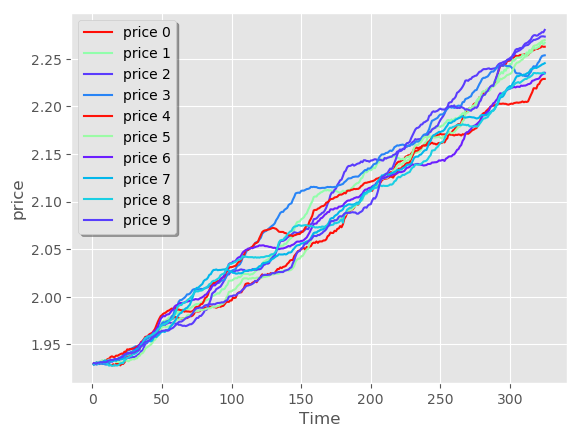 price 0
price 1
price 2
price 3
price 4
price 5
price 6
price 7
price 8
price 9
2.25
2.20
2.15
2.10
2.05
2.00
1.95
price
0 50 100 150 200 250 300
Time